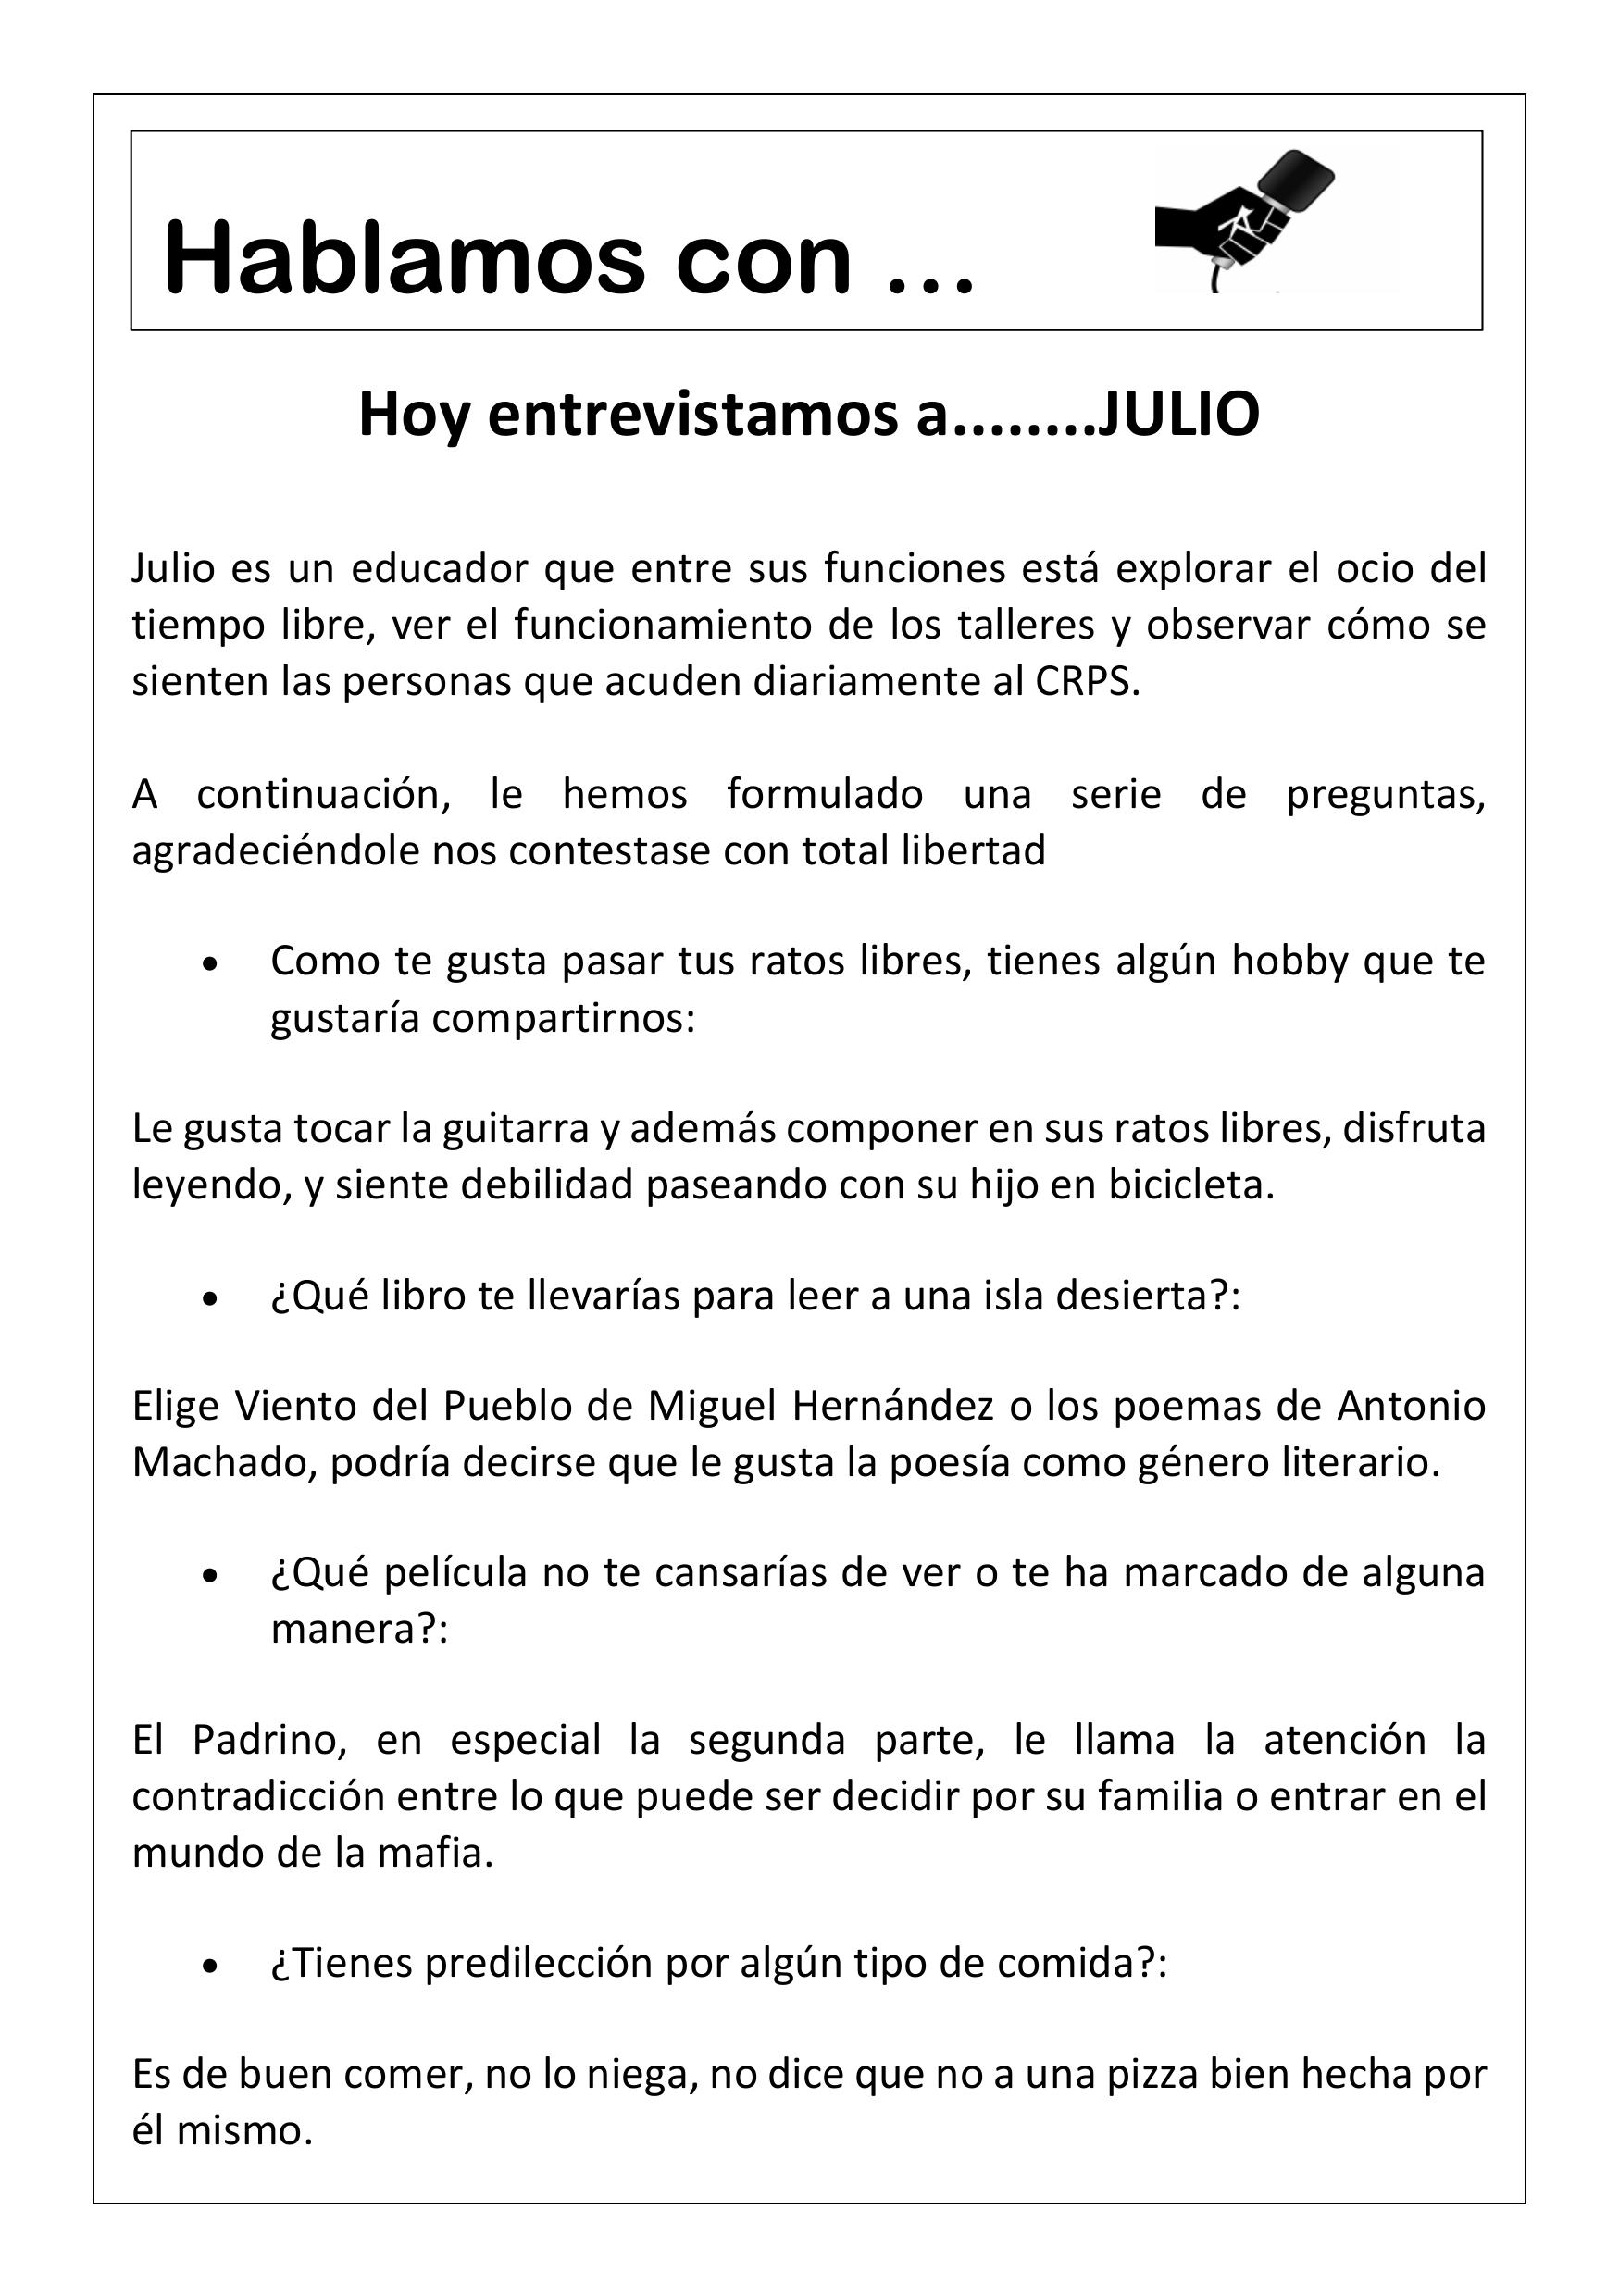 Hablamos con ...
Hoy entrevistamos a........JULIO
Julio es un educador que entre sus funciones está explorar el ocio del
tiempo libre, ver el funcionamiento de los talleres y observar cómo se
sienten las personas que acuden diariamente al CRPS.
A continuación, le hemos formulado una serie de preguntas,
agradeciéndole nos contestase con total libertad
• Como te gusta pasar tus ratos libres, tienes algún hobby que te
gustaría compartirnos:
Le gusta tocar la guitarra y además componer en sus ratos libres, disfruta
leyendo, y siente debilidad paseando con su hijo en bicicleta.
• ¿Qué libro te llevarías para leer a una isla desierta?:
Elige Viento del Pueblo de Miguel Hernández o los poemas de Antonio
Machado, podría decirse que le gusta la poesía como género literario.
• ¿Qué película no te cansarías de ver o te ha marcado de alguna
manera?:
El Padrino, en especial la segunda parte, le llama la atención la
contradicción entre lo que puede ser decidir por su familia o entrar en el
mundo de la mafia.
• ¿Tienes predilección por algún tipo de comida?:
Es de buen comer, no lo niega, no dice que no a una pizza bien hecha por
él mismo.